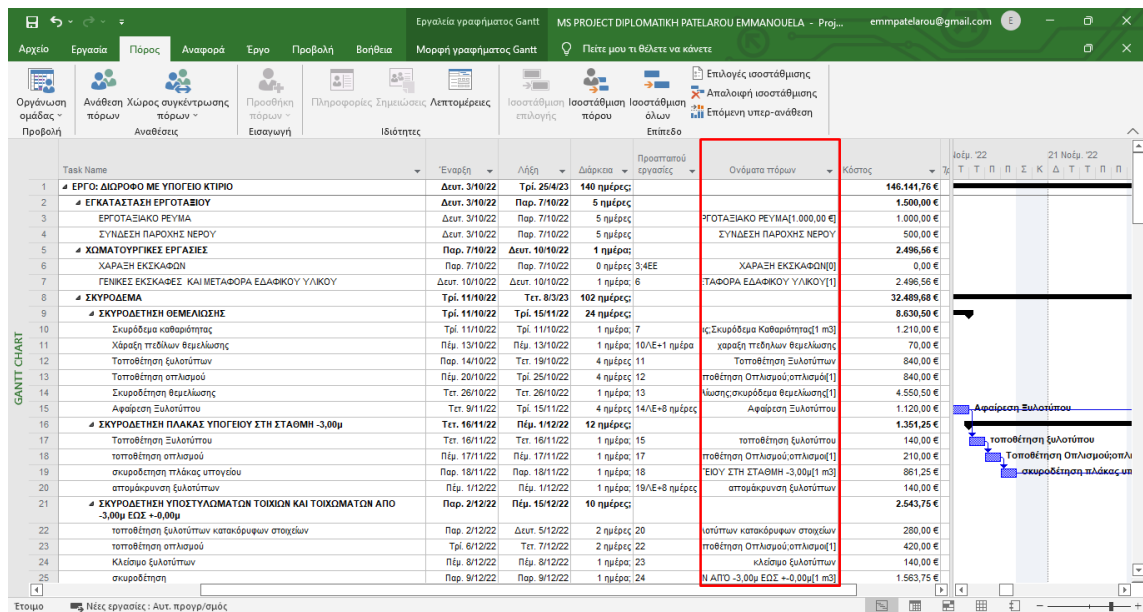 Εργαλεία γραφήματος Gantt MS PROJECT DIPLOMATIKH PATELAROU EMMANOUELA - Proj... emmpatelarou@gmail.com E
Αρχείο Εργασία Πόρος Αναφορά Έργο Προβολή Βοήθεια Μορφή γραφήματος Gantt Πείτε μου τι θέλετε να κάνετε
Οργάνωση ομάδας Ανάθεση πόρων Χώρος συγκέντρωσης πόρων Προσθήκη πόρων Πληροφορίες Σημειώσεις Λεπτομέρειες Ισοστάθμιση επιλογής Ισοστάθμιση πόρου Ισοστάθμιση όλων
Επιλογές ισοστάθμισης
Απαλοιφή ισοστάθμισης
Επόμενη υπερ-ανάθεση
Προβολή Αναθέσεις Εισαγωγή Ιδιότητες Επίπεδο
Task Name Έναρξη Λήξη Διάρκεια Προαπαιτού εργασίες Ονόματα πόρων Κόστος Νοέμ. '22 21 Νοέμ. '22
Τ Τ Π Π Σ Κ Δ Τ Τ Π Π
1 ΕΡΓΟ: ΔΙΩΡΟΦΟ ΜΕ ΥΠΟΓΕΙΟ ΚΤΙΡΙΟ Δευτ. 3/10/22 Τρί. 25/4/23 140 ημέρες; 146.141,76 €
2 ΕΓΚΑΤΑΣΤΑΣΗ ΕΡΓΟΤΑΞΙΟΥ Δευτ. 3/10/22 Παρ. 7/10/22 5 ημέρες 1.500,00 €
3 ΕΡΓΟΤΑΞΙΑΚΟ ΡΕΥΜΑ Δευτ. 3/10/22 Παρ. 7/10/22 5 ημέρες ΡΓΟΤΑΞΙΑΚΟ ΡΕΥΜΑ[1.000,00 €] 1.000,00 €
4 ΣΥΝΔΕΣΗ ΠΑΡΟΧΗΣ ΝΕΡΟΥ Δευτ. 3/10/22 Παρ. 7/10/22 5 ημέρες ΣΥΝΔΕΣΗ ΠΑΡΟΧΗΣ ΝΕΡΟΥ 500,00 €
5 ΧΩΜΑΤΟΥΡΓΙΚΕΣ ΕΡΓΑΣΙΕΣ Παρ. 7/10/22 Δευτ. 10/10/22 1 ημέρα; 2.496,56 €
6 ΧΑΡΑΞΗ ΕΚΣΚΑΦΩΝ Παρ. 7/10/22 Παρ. 7/10/22 0 ημέρες 3;4ΕΕ ΧΑΡΑΞΗ ΕΚΣΚΑΦΩΝ[0] 0,00 €
7 ΓΕΝΙΚΕΣ ΕΚΣΚΑΦΕΣ ΚΑΙ ΜΕΤΑΦΟΡΑ ΕΔΑΦΙΚΟΥ ΥΛΙΚΟΥ Δευτ. 10/10/22 Δευτ. 10/10/22 1 ημέρα; 6 ΕΤΑΦΟΡΑ ΕΔΑΦΙΚΟΥ ΥΛΙΚΟΥ[1] 2.496,56 €
8 ΣΚΥΡΟΔΕΜΑ Τρί. 11/10/22 Τετ. 8/3/23 102 ημέρες; 32.489,68 €
9 ΣΚΥΡΟΔΕΤΗΣΗ ΘΕΜΕΛΙΩΣΗΣ Τρί. 11/10/22 Τρί. 15/11/22 24 ημέρες; 8.630,50 €
10 Σκυρόδεμα καθαριότητας Τρί. 11/10/22 Τρί. 11/10/22 1 ημέρα; 7 ις;Σκυρόδεμα Καθαριότητας[1 m3] 1.210,00 €
11 Χάραξη πεδίλων θεμελίωσης Πέμ. 13/10/22 Πέμ. 13/10/22 1 ημέρα; 10ΛΕ+1 ημέρα χαραξη πεδηλων θεμελίωσης 70,00 €
12 Τοποθέτηση ξυλοτύπων Παρ. 14/10/22 Τετ. 19/10/22 4 ημέρες 11 Τοποθέτηση Ξυλοτύπων 840,00 €
13 Τοποθέτηση οπλισμού Πέμ. 20/10/22 Τρί. 25/10/22 4 ημέρες 12 ποθέτηση Οπλισμού;οπλισμό[1] 840,00 €
14 Σκυροδέτηση θεμελίωσης Τετ. 26/10/22 Τετ. 26/10/22 1 ημέρα; 13 λίωσης;σκυρόδεμα θεμελίωσης[1] 4.550,50 €
15 Αφαίρεση Ξυλοτύπου Τετ. 9/11/22 Τρί. 15/11/22 4 ημέρες 14ΛΕ+8 ημέρες Αφαίρεση Ξυλοτύπου 1.120,00 € Αφαίρεση Ξυλοτύπου
16 ΣΚΥΡΟΔΕΤΗΣΗ ΠΛΑΚΑΣ ΥΠΟΓΕΙΟΥ ΣΤΗ ΣΤΑΘΜΗ -3,00μ Τετ. 16/11/22 Πέμ. 1/12/22 12 ημέρες; 1.351,25 €
17 Τοποθέτηση Ξυλοτύπου Τετ. 16/11/22 Τετ. 16/11/22 1 ημέρα; 15 τοποθέτηση ξυλοτύπου 140,00 € τοποθέτηση ξυλοτύπου
18 τοποθέτηση οπλισμού Πέμ. 17/11/22 Πέμ. 17/11/22 1 ημέρα; 17 ποθέτηση Οπλισμού;οπλισμοι[1] 210,00 € Τοποθέτηση Οπλισμού;οπλι
19 σκυροδετηση πλάκας υπογείου Παρ. 18/11/22 Παρ. 18/11/22 1 ημέρα; 18 ΓΕΙΟΥ ΣΤΗ ΣΤΑΘΜΗ -3,00μ[1 m3] 861,25 € σκυροδέτηση πλάκας υπ
20 απομάκρυνση ξυλοτύπων Πέμ. 1/12/22 Πέμ. 1/12/22 1 ημέρα; 19ΛΕ+8 ημέρες απομάκρυνση ξυλοτύπων 140,00 €
21 ΣΚΥΡΟΔΕΤΗΣΗ ΥΠΟΣΤΥΛΩΜΑΤΩΝ ΤΟΙΧΙΩΝ ΚΑΙ ΤΟΙΧΩΜΑΤΩΝ ΑΠΟ Παρ. 2/12/22 Πέμ. 15/12/22 10 ημέρες; 2.543,75 €
-3,00μ ΕΩΣ +-0,00μ
22 τοποθέτηση ξυλοτύπων κατακόρυφων στοιχείων Παρ. 2/12/22 Δευτ. 5/12/22 2 ημέρες 20 λοτύπων κατακόρυφων στοιχείων 280,00 €
23 τοποθέτηση οπλισμού Τρί. 6/12/22 Τετ. 7/12/22 2 ημέρες 22 ποθέτηση Οπλισμού;οπλισμοι[1] 420,00 €
24 Κλείσιμο ξυλοτύπων Πέμ. 8/12/22 Πέμ. 8/12/22 1 ημέρα; 23 κλείσιμο ξυλοτύπων 140,00 €
25 σκυροδέτηση Παρ. 9/12/22 Παρ. 9/12/22 1 ημέρα; 24 Ν ΑΠΌ -3,00μ ΕΩΣ +-0,00μ[1 m3] 1.563,75 €
GANTT CHART
Έτοιμο Νέες εργασίες : Αυτ. προγρ/σμός